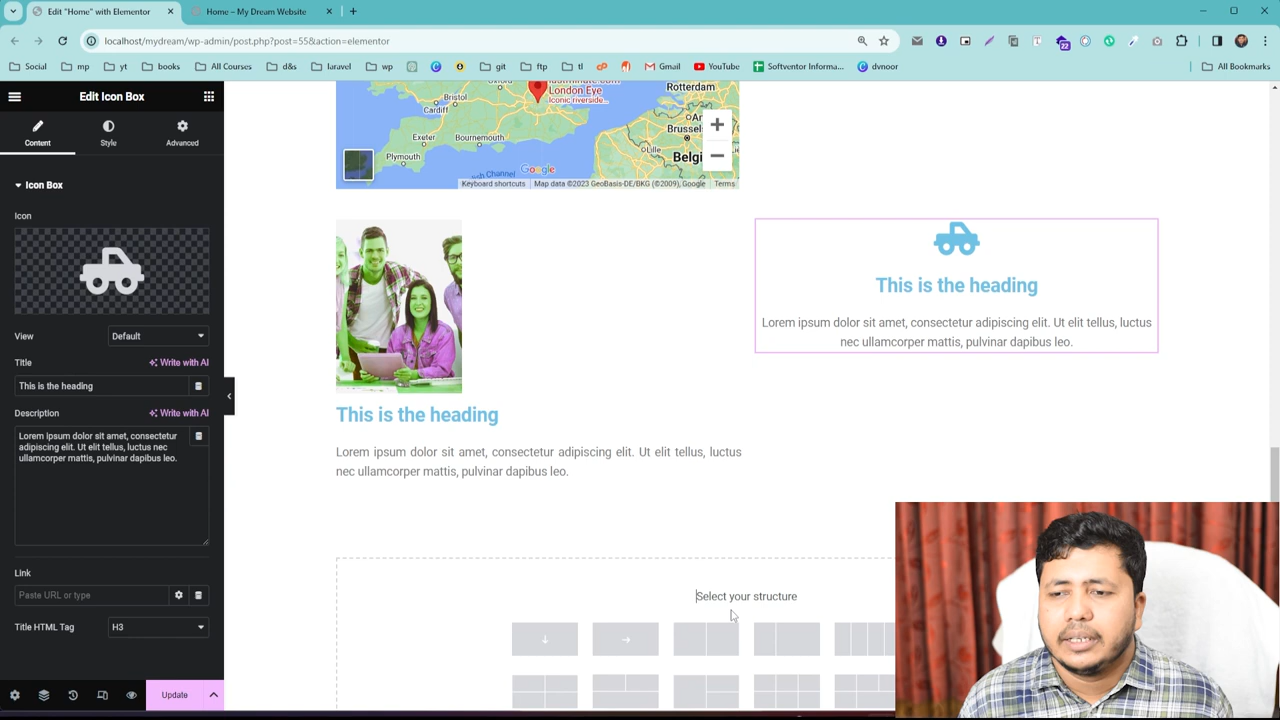 Edit "Home" with Elementor
Home – My Dream Website
localhost/mydream/wp-admin/post.php?post=55&action=elementor
22
Social
mp
yt
books
All Courses
d&s
laravel
wp
git
ftp
tl
Gmail
YouTube
Softventor Informa...
dvnoor
All Bookmarks
Edit Icon Box
Content
Style
Advanced
Icon Box
Icon
View
Default
Title
Write with AI
This is the heading
Description
Write with AI
Lorem ipsum dolor sit amet, consectetur
adipiscing elit. Ut elit tellus, luctus nec
ullamcorper mattis, pulvinar dapibus leo.
Link
Paste URL or type
Title HTML Tag
H3
Update
London Eye
Iconic riverside...
Bristol
Cardiff
Exeter
Bournemouth
Plymouth
Rotterdam
Lille
Google
Keyboard shortcuts
Map data ©2023 GeoBasis-DE/BKG (©2009), Google
Terms
This is the heading
Lorem ipsum dolor sit amet, consectetur adipiscing elit. Ut elit tellus, luctus
nec ullamcorper mattis, pulvinar dapibus leo.
This is the heading
Lorem ipsum dolor sit amet, consectetur adipiscing elit. Ut elit tellus, luctus
nec ullamcorper mattis, pulvinar dapibus leo.
Select your structure